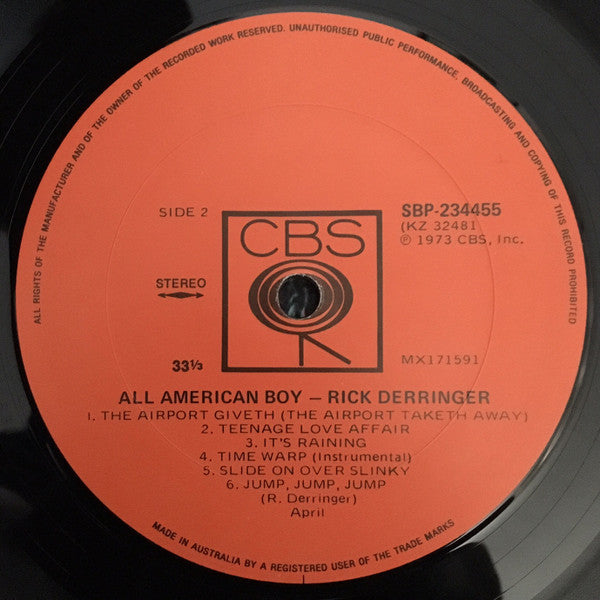 ALL RIGHTS OF THE MANUFACTURER AND OF THE OWNER OF THE RECORDED WORK RESERVED. UNAUTHORISED PUBLIC PERFORMANCE, BROADCASTING AND COPYING OF THIS RECORD PROHIBITED
SIDE 2
CBS
SBP-234455
(KZ 32481
℗ 1973 CBS, Inc.
STEREO
33⅓
MX171591
ALL AMERICAN BOY – RICK DERRINGER
1. THE AIRPORT GIVETH (THE AIRPORT TAKETH AWAY)
2. TEENAGE LOVE AFFAIR
3. IT'S RAINING
4. TIME WARP (Instrumental)
5. SLIDE ON OVER SLINKY
6. JUMP, JUMP, JUMP
(R. Derringer)
April
MADE IN AUSTRALIA BY A REGISTERED USER OF THE TRADE MARKS